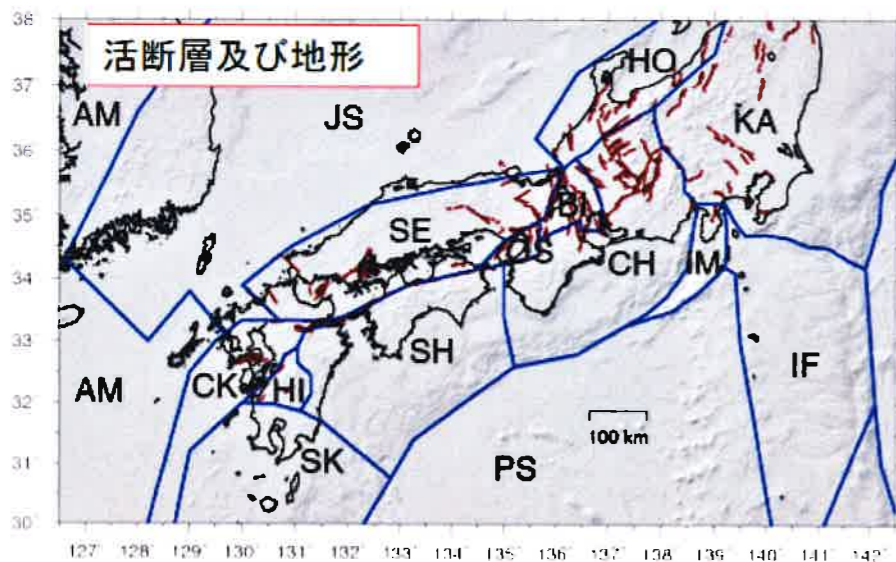 38
活断層及び地形
HO
37
AM
JS
KA
36
BI
35
SE
OS
CH
IM
34
33
SH
CK
HI
IF
AM
32
100 km
31
SK
PS
30
127° 128° 129° 130° 131° 132° 133° 134° 135° 136° 137° 138° 139° 140° 141° 142°